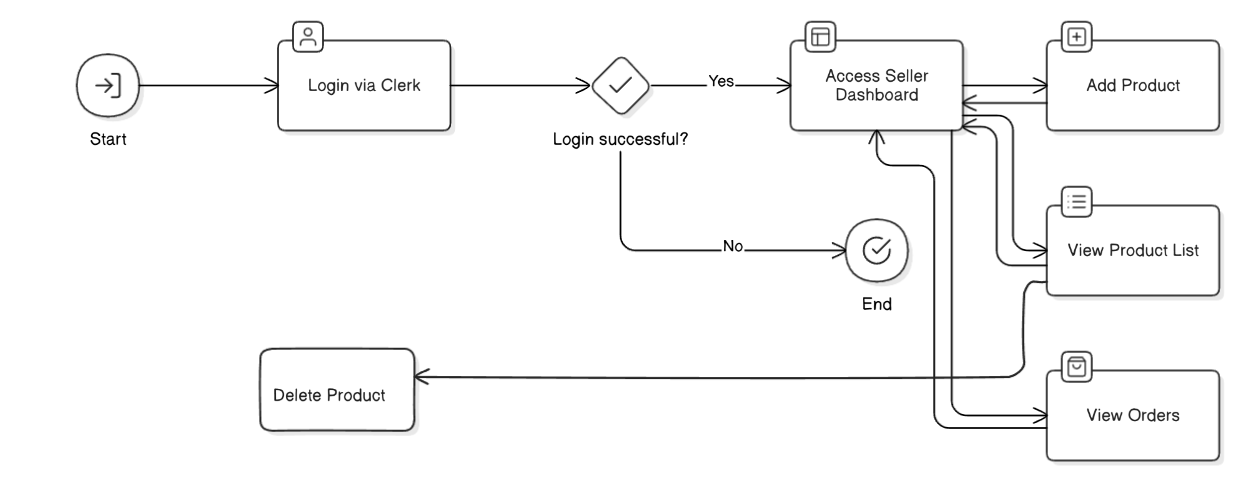 Start
Login via Clerk
Login successful?
Yes
No
Access Seller
Dashboard
Add Product
View Product List
End
Delete Product
View Orders